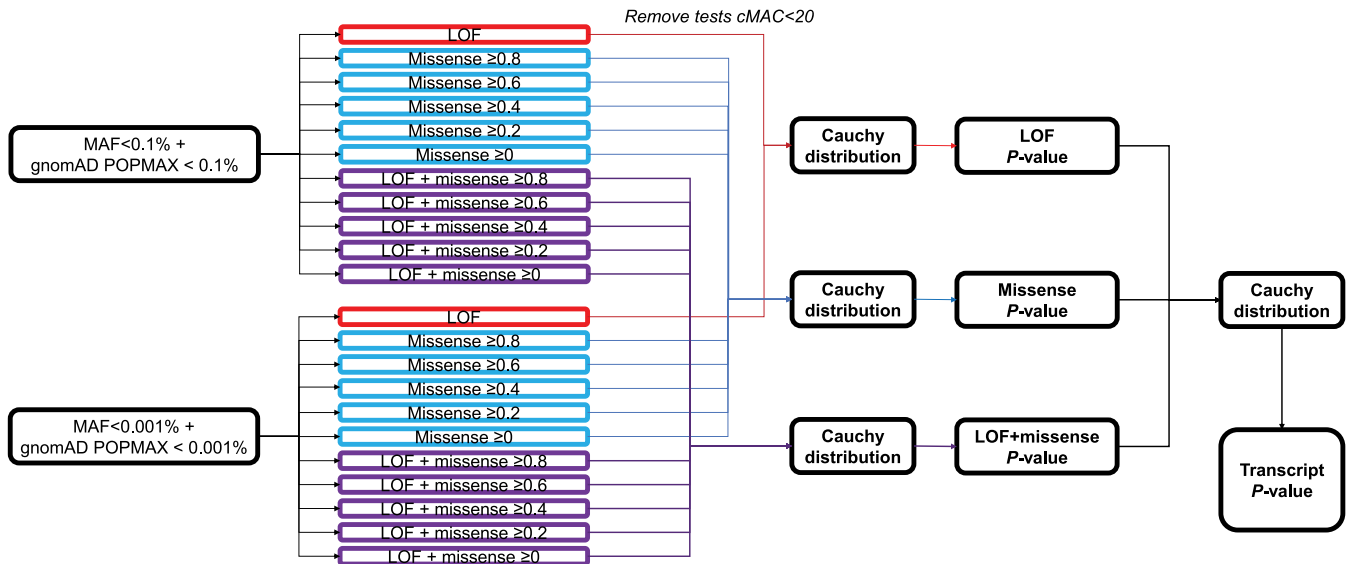 Remove tests cMAC<20
MAF<0.1% +
gnomAD POPMAX < 0.1%
LOF
Missense ≥0.8
Missense ≥0.6
Missense ≥0.4
Missense ≥0.2
Missense ≥0
LOF + missense ≥0.8
LOF + missense ≥0.6
LOF + missense ≥0.4
LOF + missense ≥0.2
LOF + missense ≥0
MAF<0.001% +
gnomAD POPMAX < 0.001%
LOF
Missense ≥0.8
Missense ≥0.6
Missense ≥0.4
Missense ≥0.2
Missense ≥0
LOF + missense ≥0.8
LOF + missense ≥0.6
LOF + missense ≥0.4
LOF + missense ≥0.2
LOF + missense ≥0
Cauchy
distribution
LOF
P-value
Cauchy
distribution
Missense
P-value
Cauchy
distribution
LOF+missense
P-value
Cauchy
distribution
Transcript
P-value